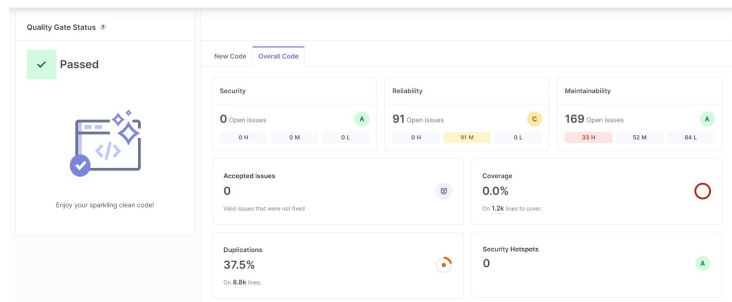 Quality Gate Status ?
Passed
Enjoy your sparkling clean code!
New Code Overall Code
Security
0 Open issues A
0 H 0 M 0 L
Reliability
91 Open issues C
0 H 91 M 0 L
Maintainability
169 Open issues A
33 H 52 M 84 L
Accepted issues
0
Valid issues that were not fixed
Coverage
0.0%
On 1.2k lines to cover.
Duplications
37.5%
On 8.8k lines.
Security Hotspots
0 A